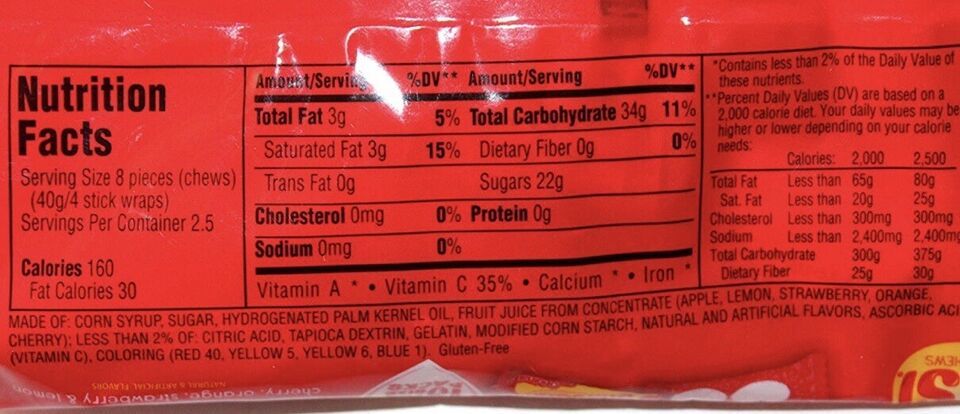 Nutrition
Facts
Serving Size 8 pieces (chews)
(40g/4 stick wraps)
Servings Per Container 2.5
Calories 160
Fat Calories 30
Amount/Serving %DV** Amount/Serving %DV**
Total Fat 3g 5% Total Carbohydrate 34g 11%
Saturated Fat 3g 15% Dietary Fiber 0g 0%
Trans Fat 0g Sugars 22g
Cholesterol 0mg 0% Protein 0g
Sodium 0mg 0%
Vitamin A * • Vitamin C 35% • Calcium * • Iron *
*Contains less than 2% of the Daily Value of
these nutrients.
**Percent Daily Values (DV) are based on a
2,000 calorie diet. Your daily values may be
higher or lower depending on your calorie
needs:
Calories: 2,000 2,500
Total Fat Less than 65g 80g
Sat. Fat Less than 20g 25g
Cholesterol Less than 300mg 300mg
Sodium Less than 2,400mg 2,400mg
Total Carbohydrate 300g 375g
Dietary Fiber 25g 30g
MADE OF: CORN SYRUP, SUGAR, HYDROGENATED PALM KERNEL OIL, FRUIT JUICE FROM CONCENTRATE (APPLE, LEMON, STRAWBERRY, ORANGE,
CHERRY); LESS THAN 2% OF: CITRIC ACID, TAPIOCA DEXTRIN, GELATIN, MODIFIED CORN STARCH, NATURAL AND ARTIFICIAL FLAVORS, ASCORBIC ACI
(VITAMIN C), COLORING (RED 40, YELLOW 5, YELLOW 6, BLUE 1). Gluten-Free
CHEWS
NATURAL & ARTIFICIAL FLAVORS
cherry, orange, strawberry & lemon